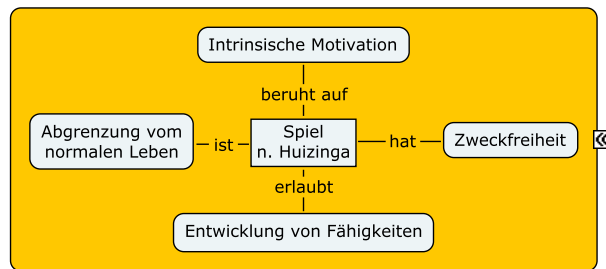 Intrinsische Motivation
beruht auf
Abgrenzung vom
normalen Leben
ist
Spiel
n. Huizinga
hat
Zweckfreiheit
erlaubt
Entwicklung von Fähigkeiten